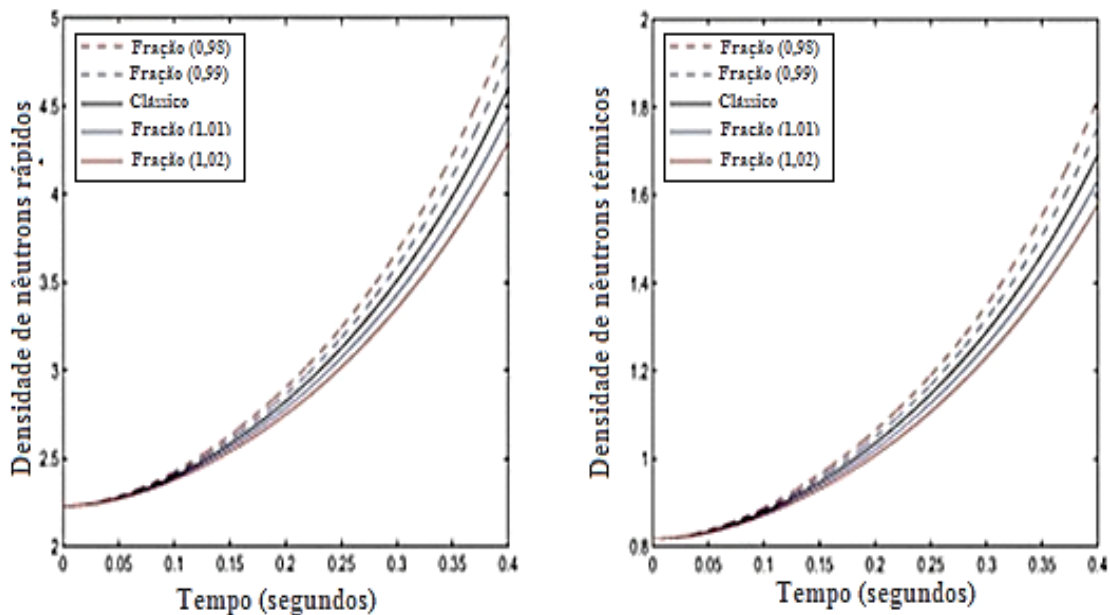 Densidade de nêutrons rápidos
5
4.5
4
3.5
3
2.5
2
Fração (0,98)
Fração (0,99)
Clássico
Fração (1,01)
Fração (1,02)
0 0.05 0.1 0.15 0.2 0.25 0.3 0.35 0.4
Tempo (segundos)
Densidade de nêutrons térmicos
2
1.8
1.6
1.4
1.2
1
0.8
Fração (0,98)
Fração (0,99)
Clássico
Fração (1,01)
Fração (1,02)
0 0.05 0.1 0.15 0.2 0.25 0.3 0.35 0.4
Tempo (segundos)